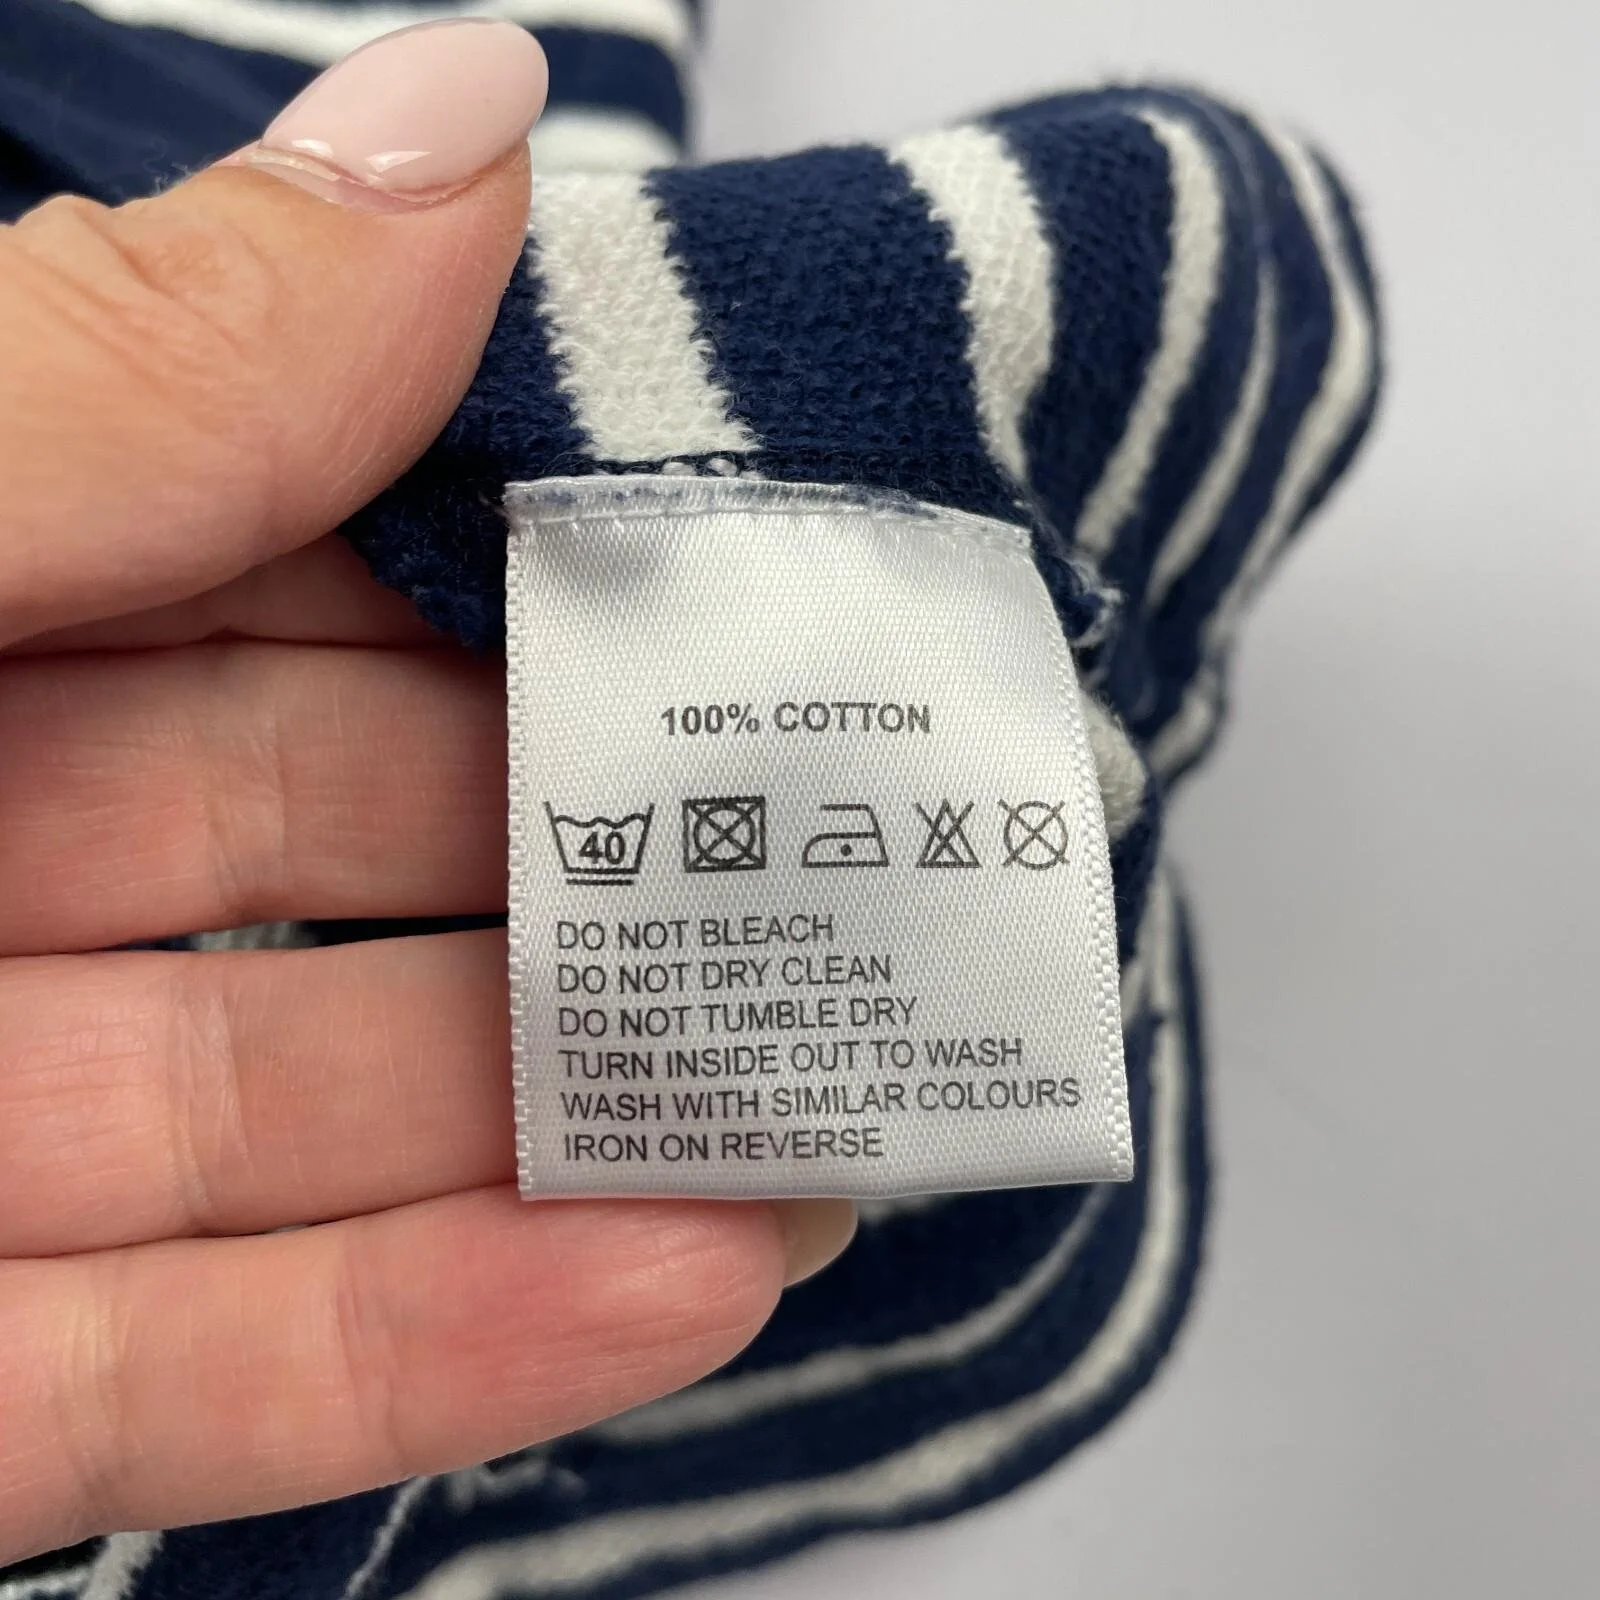 100% COTTON
40
DO NOT BLEACH
DO NOT DRY CLEAN
DO NOT TUMBLE DRY
TURN INSIDE OUT TO WASH
WASH WITH SIMILAR COLOURS
IRON ON REVERSE